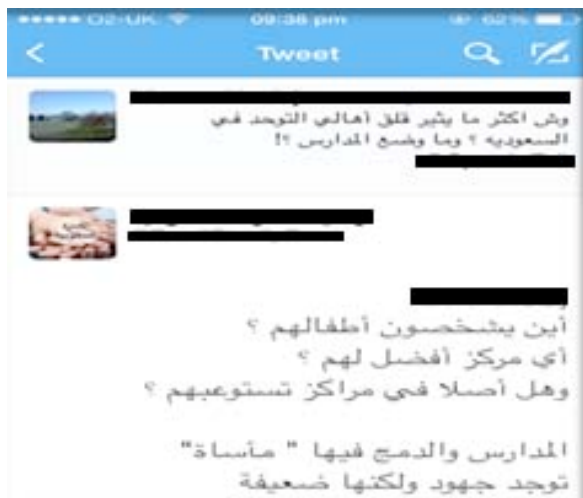 O2-UK 09:38 pm 62%
Tweet
وش اكثر ما يثير قلق أهالي التوحد في
السعوديه ؟ وما وضع المدارس ؟!
أين يشخصون أطفالهم ؟
أي مركز أفضل لهم ؟
وهل أصلا في مراكز تستوعبهم ؟
المدارس والدمج فيها " مأساة"
توجد جهود ولكنها ضعيفة